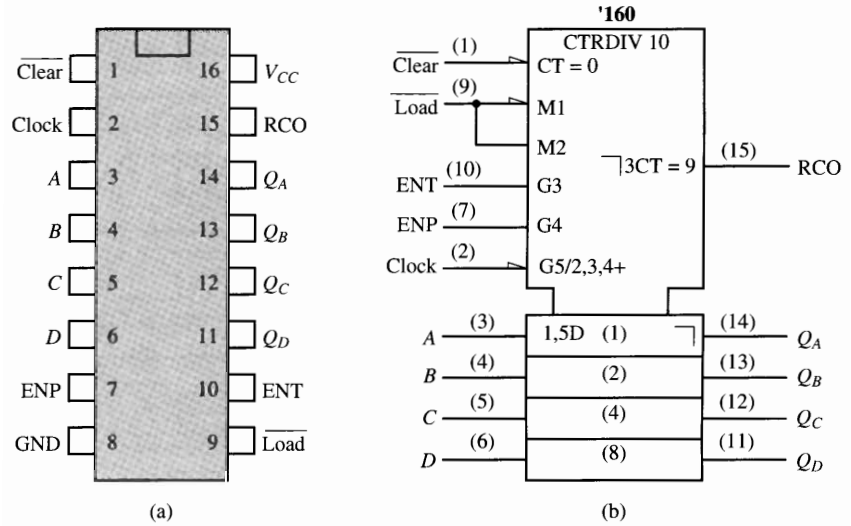 Clear 1 16 VCC
Clock 2 15 RCO
A 3 14 QA
B 4 13 QB
C 5 12 QC
D 6 11 QD
ENP 7 10 ENT
GND 8 9 Load
(a)
'160
CTRDIV 10
Clear (1) CT = 0
Load (9) M1
M2
3CT = 9 (15) RCO
ENT (10) G3
ENP (7) G4
Clock (2) G5/2,3,4+
A (3) 1,5D (1) (14) QA
B (4) (2) (13) QB
C (5) (4) (12) QC
D (6) (8) (11) QD
(b)